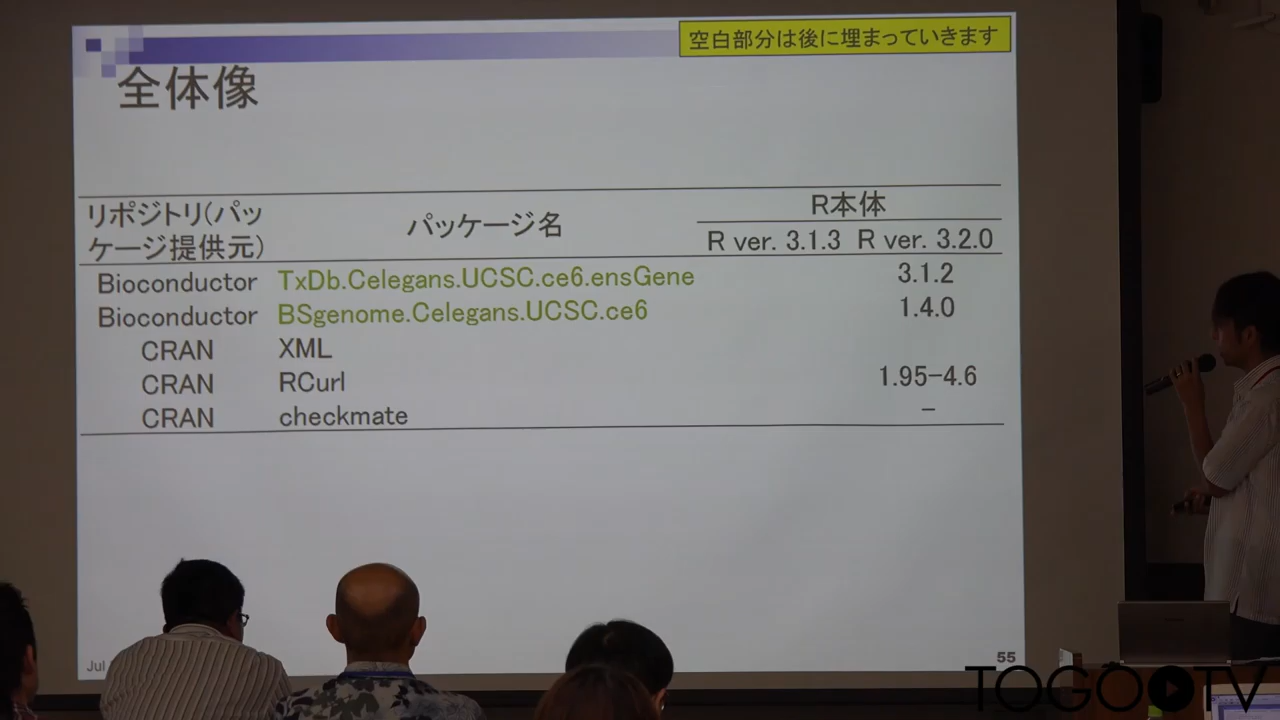 空白部分は後に埋まっていきます
全体像
リポジトリ(パッ
ケージ提供元)
パッケージ名
R本体
R ver. 3.1.3 R ver. 3.2.0
Bioconductor TxDb.Celegans.UCSC.ce6.ensGene 3.1.2
Bioconductor BSgenome.Celegans.UCSC.ce6 1.4.0
CRAN XML
CRAN RCurl 1.95-4.6
CRAN checkmate -
Jul
55
TOGO TV